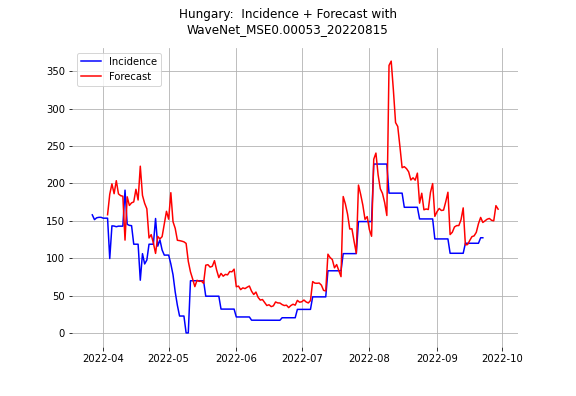 Hungary:  Incidence + Forecast with
WaveNet_MSE0.00053_20220815
Incidence
Forecast
350
300
250
200
150
100
50
0
2022-04 2022-05 2022-06 2022-07 2022-08 2022-09 2022-10